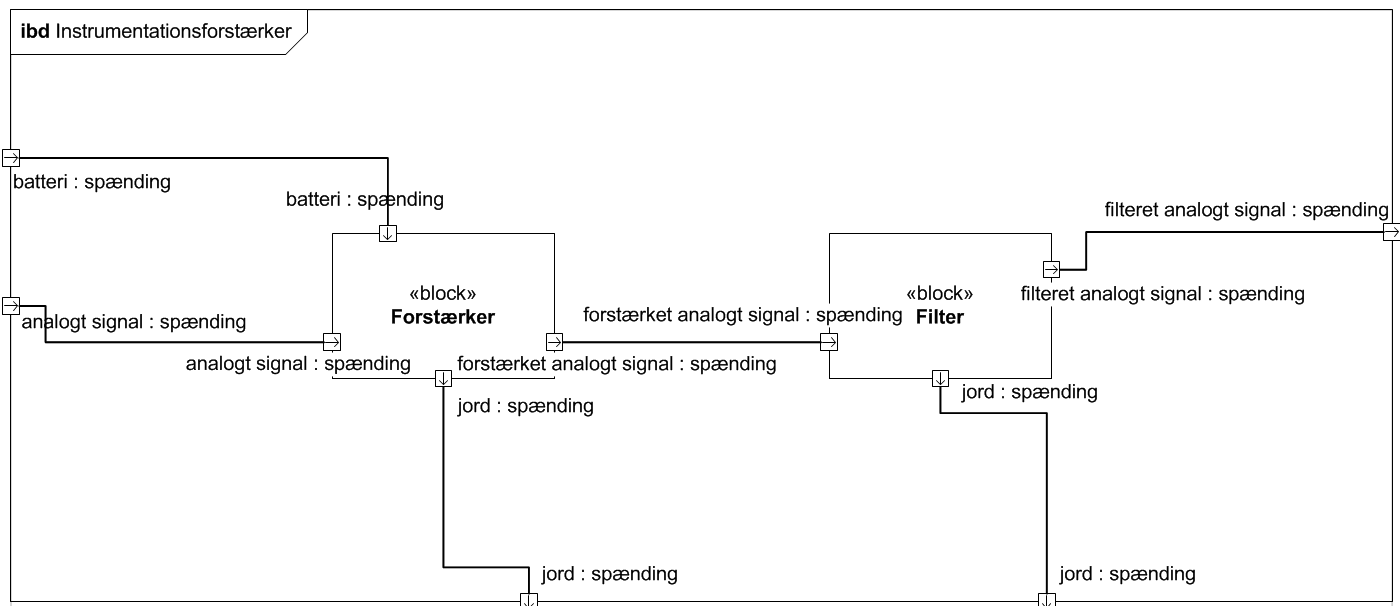 ibd Instrumentationsforstærker
batteri : spænding
batteri : spænding
filteret analogt signal : spænding
«block»
Forstærker
«block»
Filter
filteret analogt signal : spænding
analogt signal : spænding
forstærket analogt signal : spænding
analogt signal : spænding
forstærket analogt signal : spænding
jord : spænding
jord : spænding
jord : spænding
jord : spænding